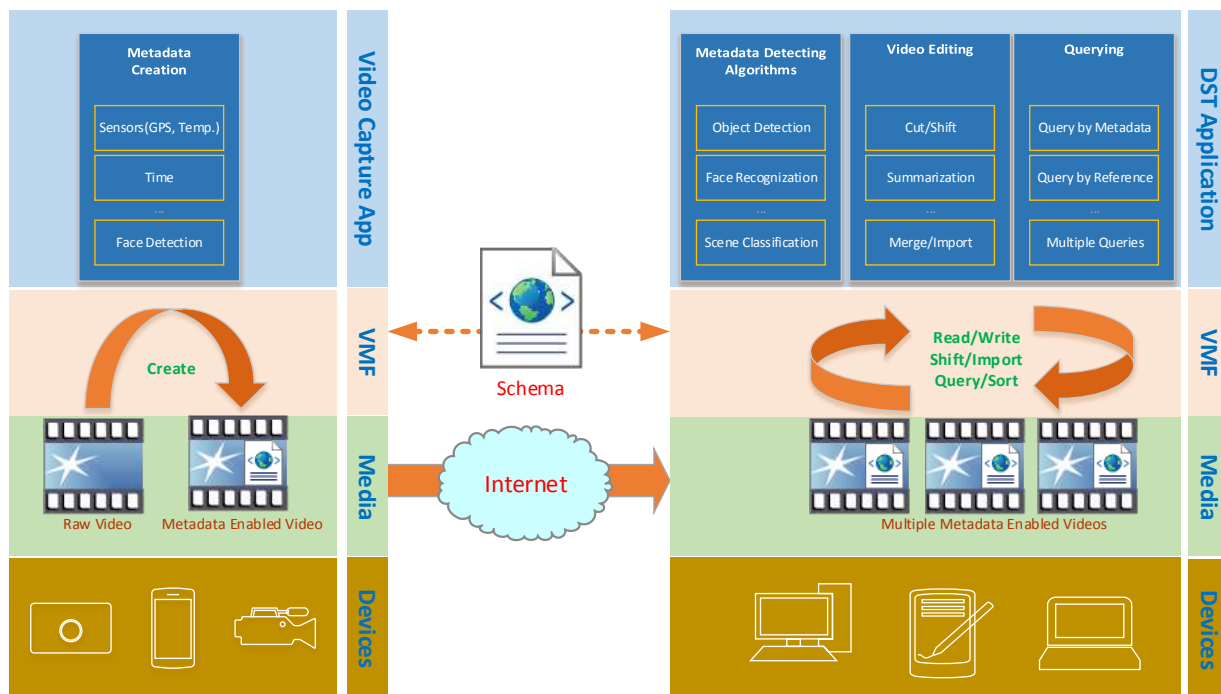 Metadata
Creation
Sensors(GPS, Temp.)
Time
...
Face Detection
Video Capture App
Metadata Detecting
Algorithms
Object Detection
Face Recognization
...
Scene Classification
Video Editing
Cut/Shift
Summarization
...
Merge/Import
Querying
Query by Metadata
Query by Reference
...
Multiple Queries
DST Application
Create
VMF
< >
Schema
Read/Write
Shift/Import
Query/Sort
VMF
Raw Video
Metadata Enabled Video
Media
Internet
Multiple Metadata Enabled Videos
Media
Devices
Devices